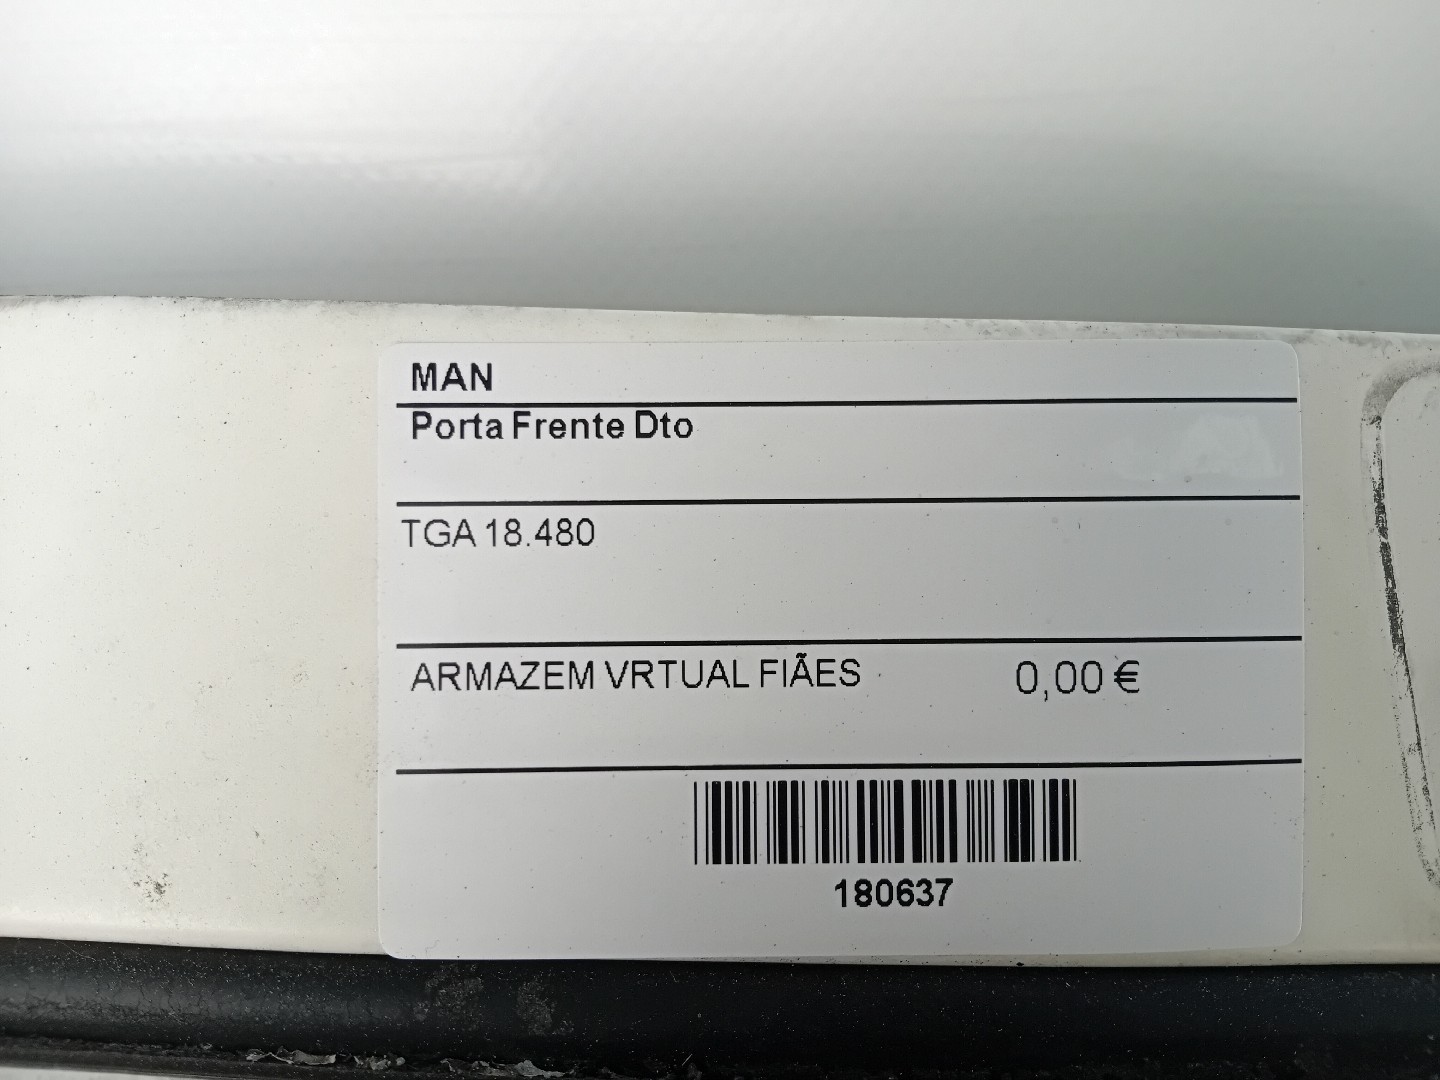 MAN
Porta Frente Dto
TGA 18.480
ARMAZEM VRTUAL FIÃES 0,00 €
180637